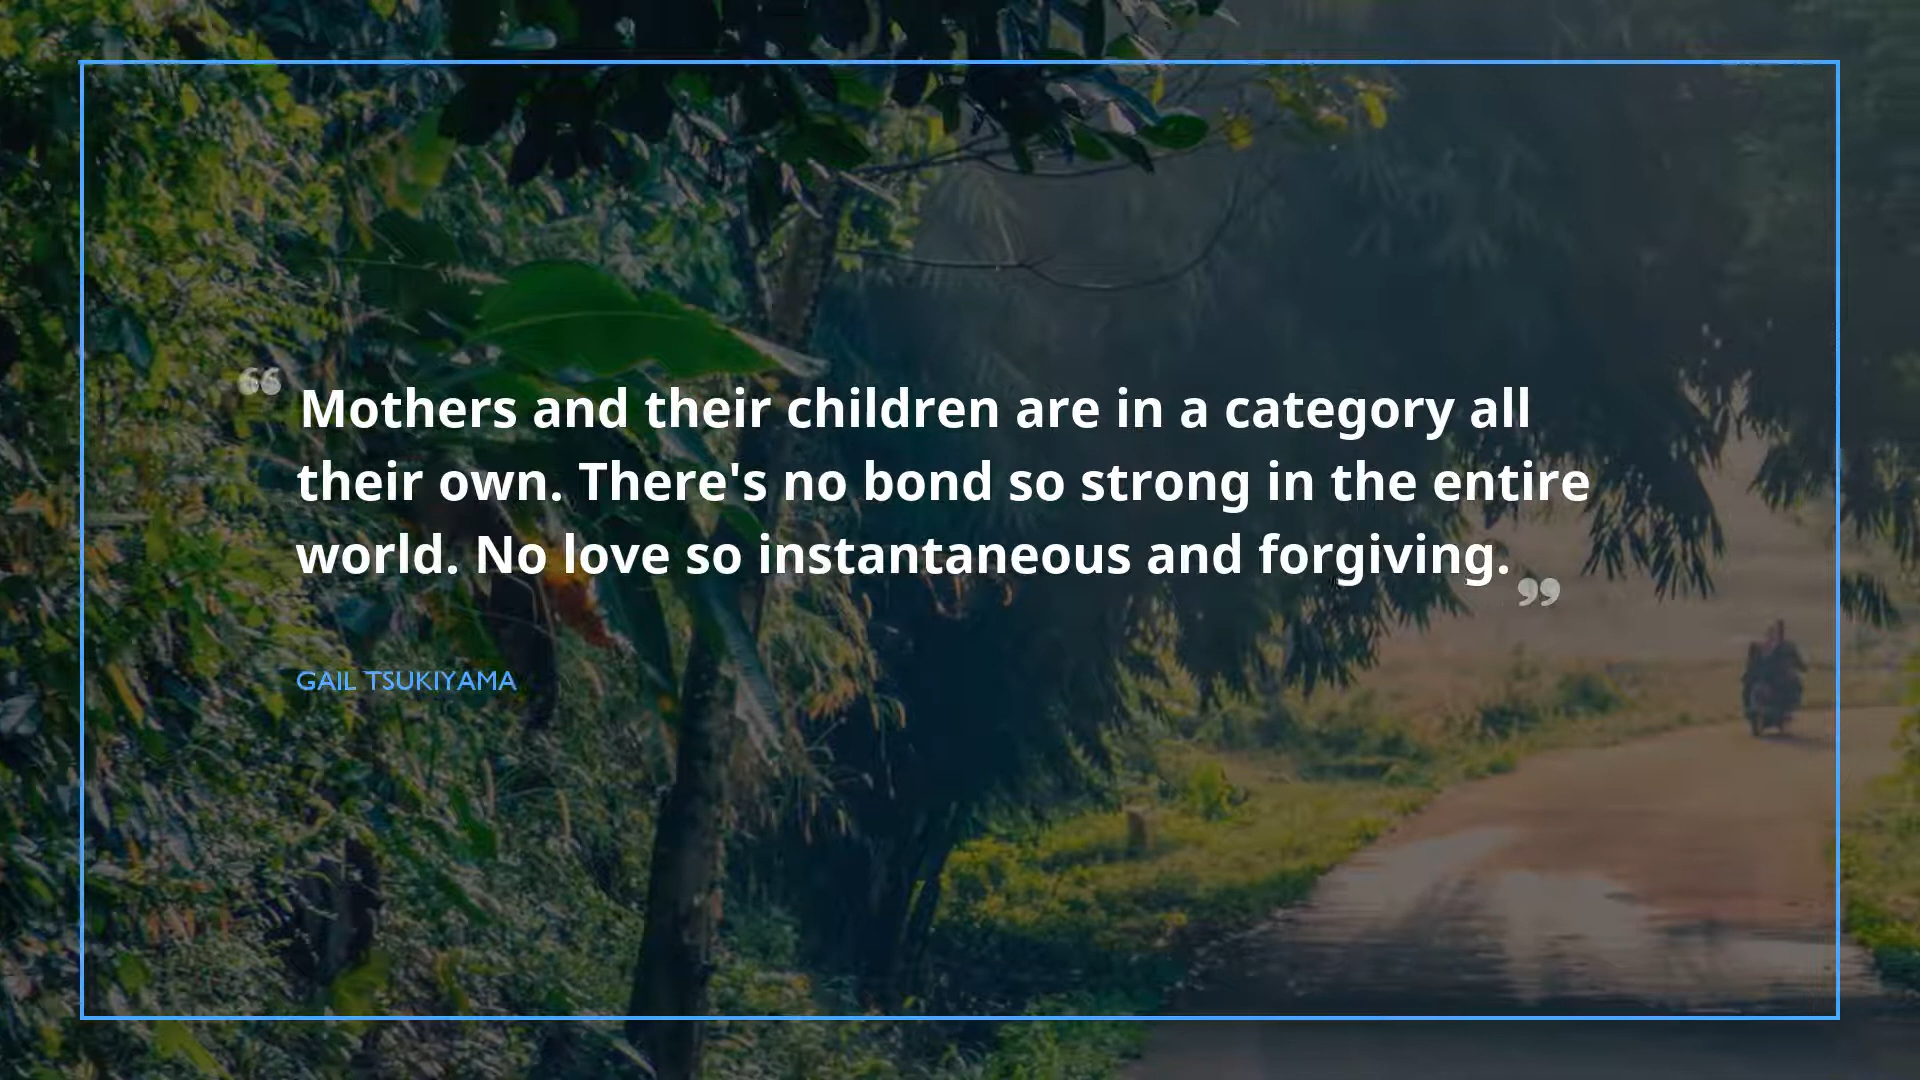 “ Mothers and their children are in a category all
their own. There's no bond so strong in the entire
world. No love so instantaneous and forgiving. ”
GAIL TSUKIYAMA